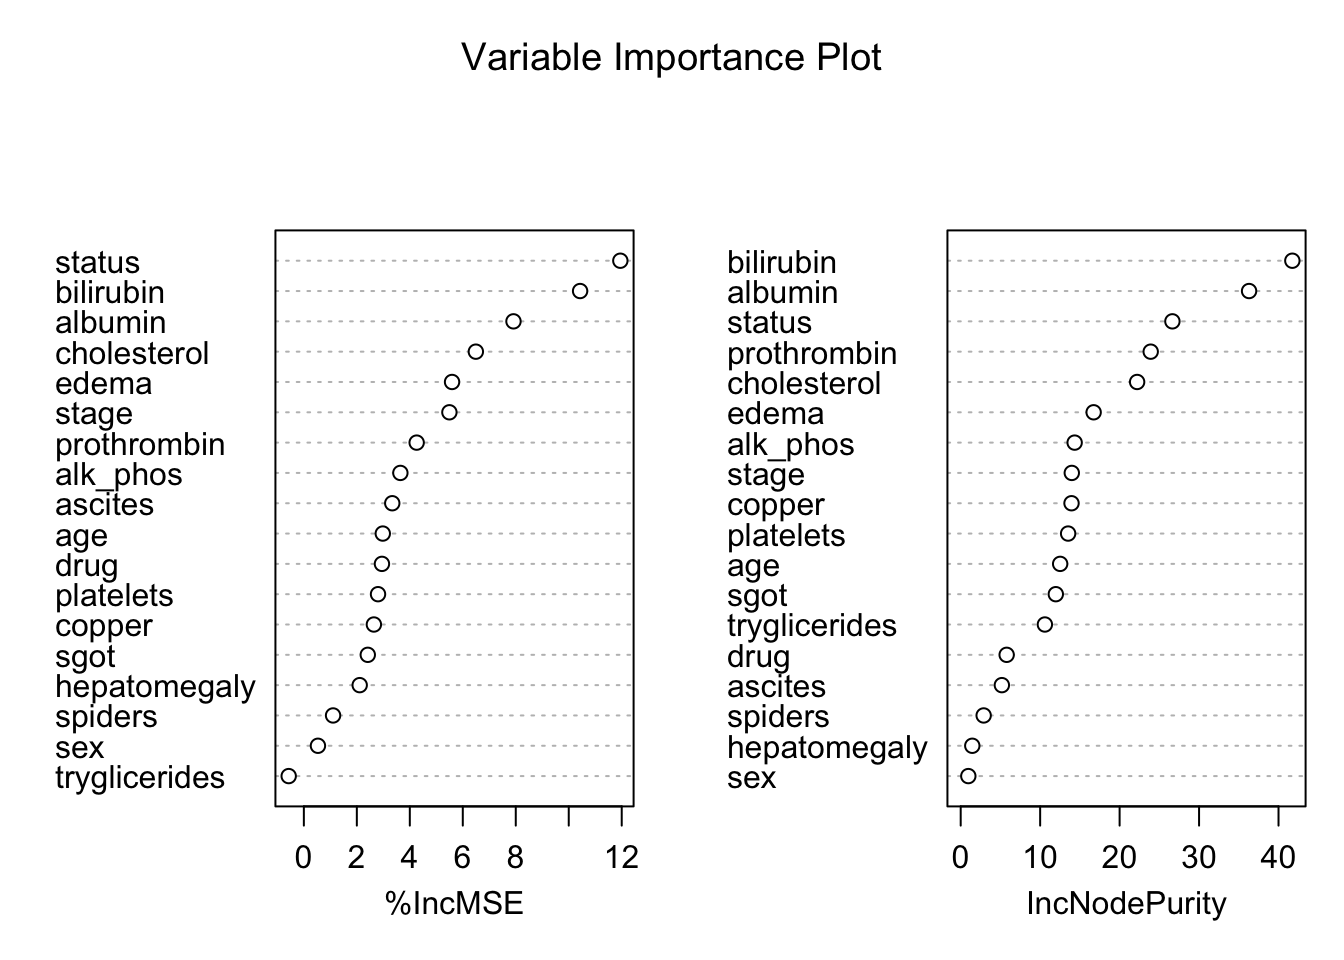 Variable Importance Plot
status
bilirubin
albumin
cholesterol
edema
stage
prothrombin
alk_phos
ascites
age
drug
platelets
copper
sgot
hepatomegaly
spiders
sex
tryglicerides
0 2 4 6 8 12
%IncMSE
bilirubin
albumin
status
prothrombin
cholesterol
edema
alk_phos
stage
copper
platelets
age
sgot
tryglicerides
drug
ascites
spiders
hepatomegaly
sex
0 10 20 30 40
IncNodePurity